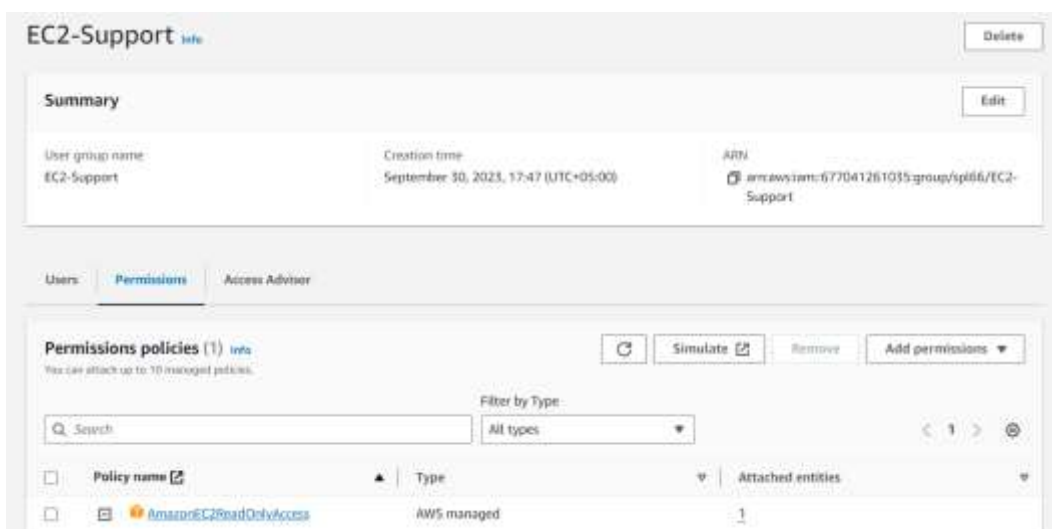 EC2-Support Info
Delete
Summary
Edit
User group name
EC2-Support
Creation time
September 30, 2023, 17:47 (UTC+05:00)
ARN
arn:aws:iam::677041261035:group/spl66/EC2-
Support
Users
Permissions
Access Advisor
Permissions policies (1) Info
You can attach up to 10 managed policies.
Simulate
Remove
Add permissions
Filter by Type
Search
All types
1
Policy name
Type
Attached entities
AmazonEC2ReadOnlyAccess
AWS managed
1